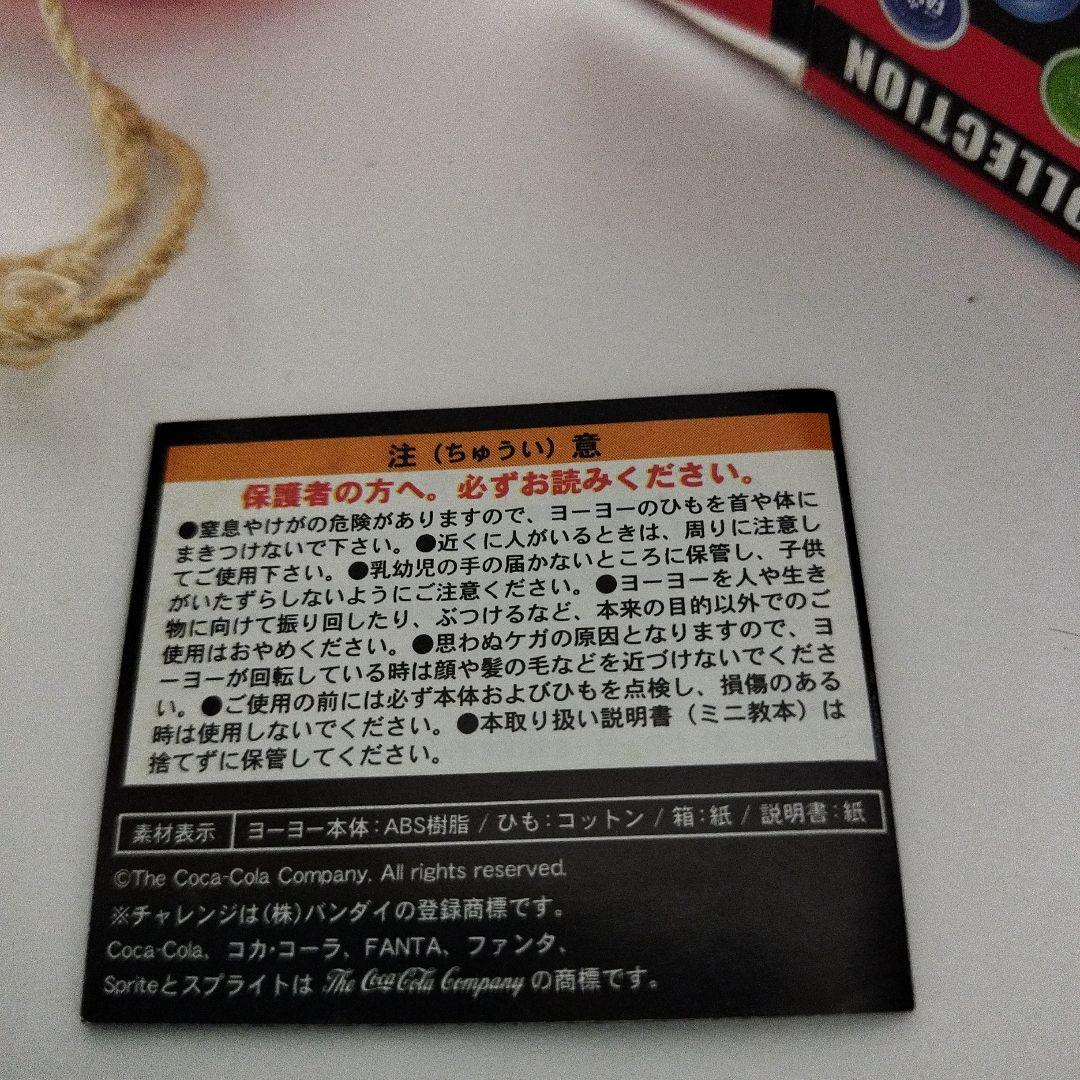 COLLECTION
注（ちゅうい）意
保護者の方へ。必ずお読みください。
●窒息やけがの危険がありますので、ヨーヨーのひもを首や体に
まきつけないで下さい。●近くに人がいるときは、周りに注意し
てご使用下さい。●乳幼児の手の届かないところに保管し、子供
がいたずらしないようにご注意ください。●ヨーヨーを人や生き
物に向けて振り回したり、ぶつけるなど、本来の目的以外でのご
使用はおやめください。●思わぬケガの原因となりますので、ヨ
ーヨーが回転している時は顔や髪の毛などを近づけないでくださ
い。●ご使用の前には必ず本体およびひもを点検し、損傷のある
時は使用しないでください。●本取り扱い説明書（ミニ教本）は
捨てずに保管してください。
素材表示 ヨーヨー本体：ABS樹脂 / ひも：コットン / 箱：紙 / 説明書：紙
©The Coca-Cola Company. All rights reserved.
※チャレンジは(株)バンダイの登録商標です。
Coca-Cola、コカ·コーラ、FANTA、ファンタ、
Spriteとスプライトは The Coca-Cola Company の商標です。